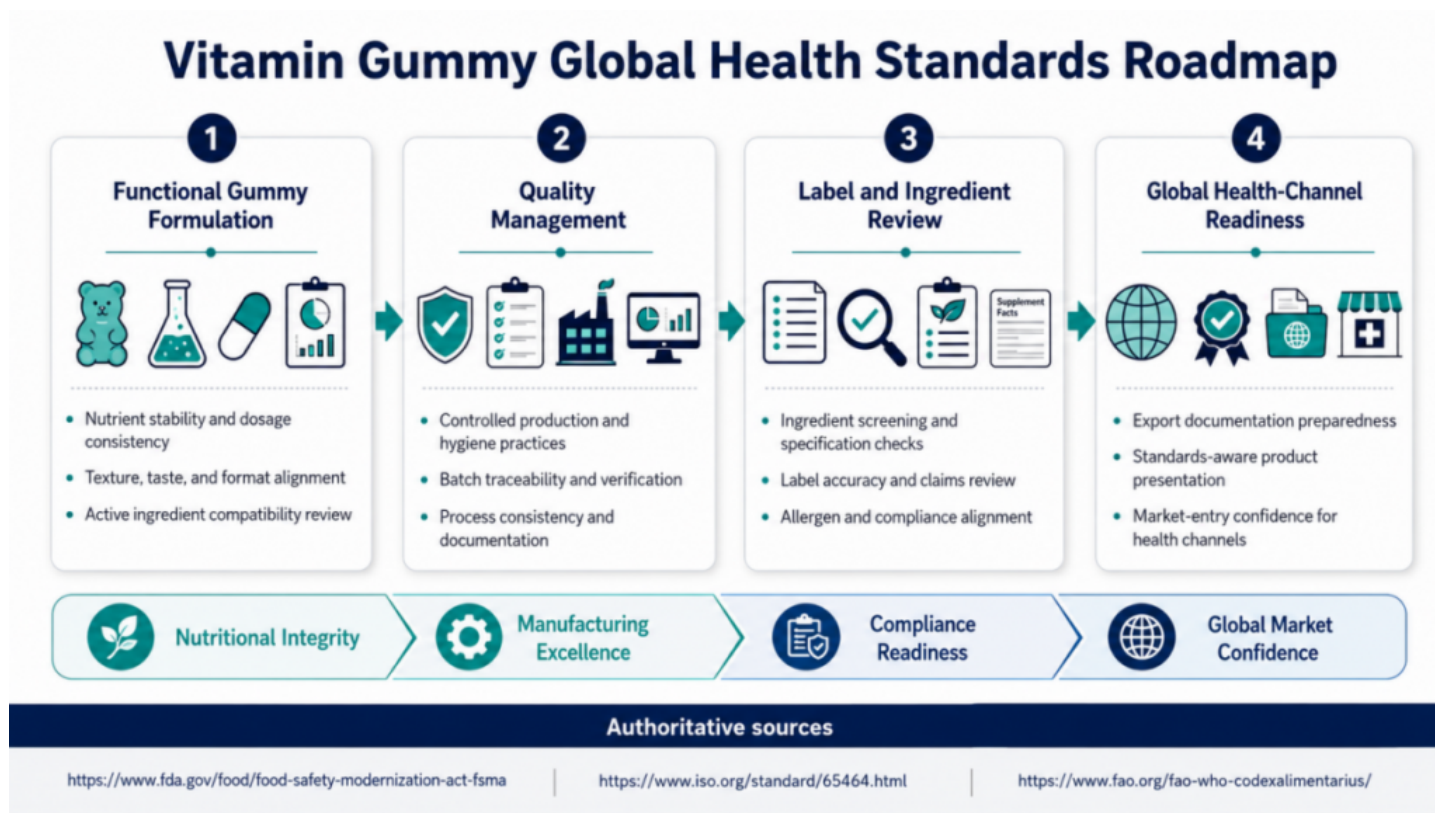 Vitamin Gummy Global Health Standards Roadmap
1
Functional Gummy
Formulation
Nutrient stability and dosage
consistency
Texture, taste, and format alignment
Active ingredient compatibility review
2
Quality
Management
Controlled production and
hygiene practices
Batch traceability and verification
Process consistency and
documentation
3
Label and Ingredient
Review
Supplement
Facts
Ingredient screening and
specification checks
Label accuracy and claims review
Allergen and compliance alignment
4
Global Health-Channel
Readiness
Export documentation preparedness
Standards-aware product
presentation
Market-entry confidence for
health channels
Nutritional Integrity
Manufacturing
Excellence
Compliance
Readiness
Global Market
Confidence
Authoritative sources
https://www.fda.gov/food/food-safety-modernization-act-fsma
https://www.iso.org/standard/65464.html
https://www.fao.org/fao-who-codexalimentarius/